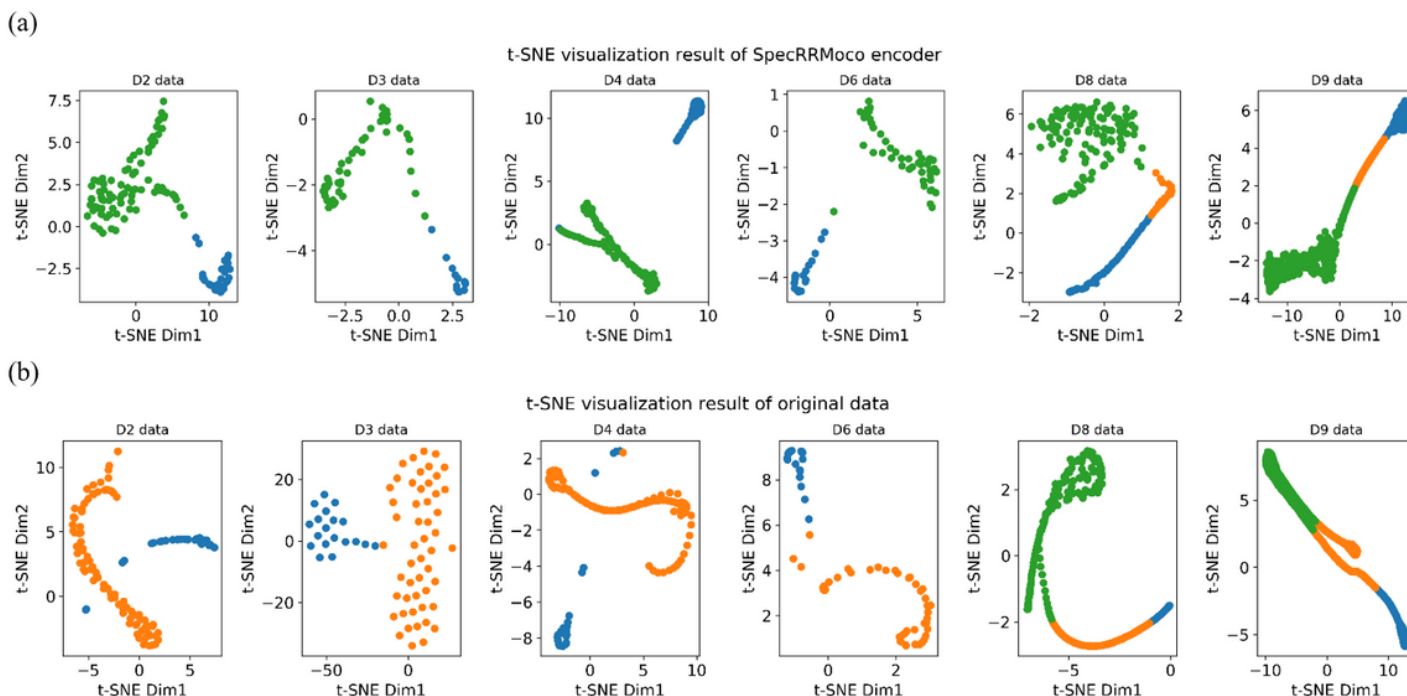 (a)
t-SNE visualization result of SpecRRMoco encoder
D2 data D3 data D4 data D6 data D8 data D9 data
t-SNE Dim2
7.5
5.0
2.5
0.0
−2.5
0 10
t-SNE Dim1
t-SNE Dim2
0
−2
−4
−2.5 0.0 2.5
t-SNE Dim1
t-SNE Dim2
10
5
0
−10 0 10
t-SNE Dim1
t-SNE Dim2
1
0
−1
−2
−3
−4
0 5
t-SNE Dim1
t-SNE Dim2
6
4
2
0
−2
−2 0 2
t-SNE Dim1
t-SNE Dim2
6
4
2
0
−2
−4
−10 0 10
t-SNE Dim1
(b)
t-SNE visualization result of original data
D2 data D3 data D4 data D6 data D8 data D9 data
t-SNE Dim2
10
5
0
−5 0 5
t-SNE Dim1
t-SNE Dim2
20
0
−20
−50 0
t-SNE Dim1
t-SNE Dim2
2
0
−2
−4
−6
−8
0 10
t-SNE Dim1
t-SNE Dim2
8
6
4
2
0 2
t-SNE Dim1
t-SNE Dim2
2
0
−2
−5 0
t-SNE Dim1
t-SNE Dim2
5
0
−5
−10 0 10
t-SNE Dim1